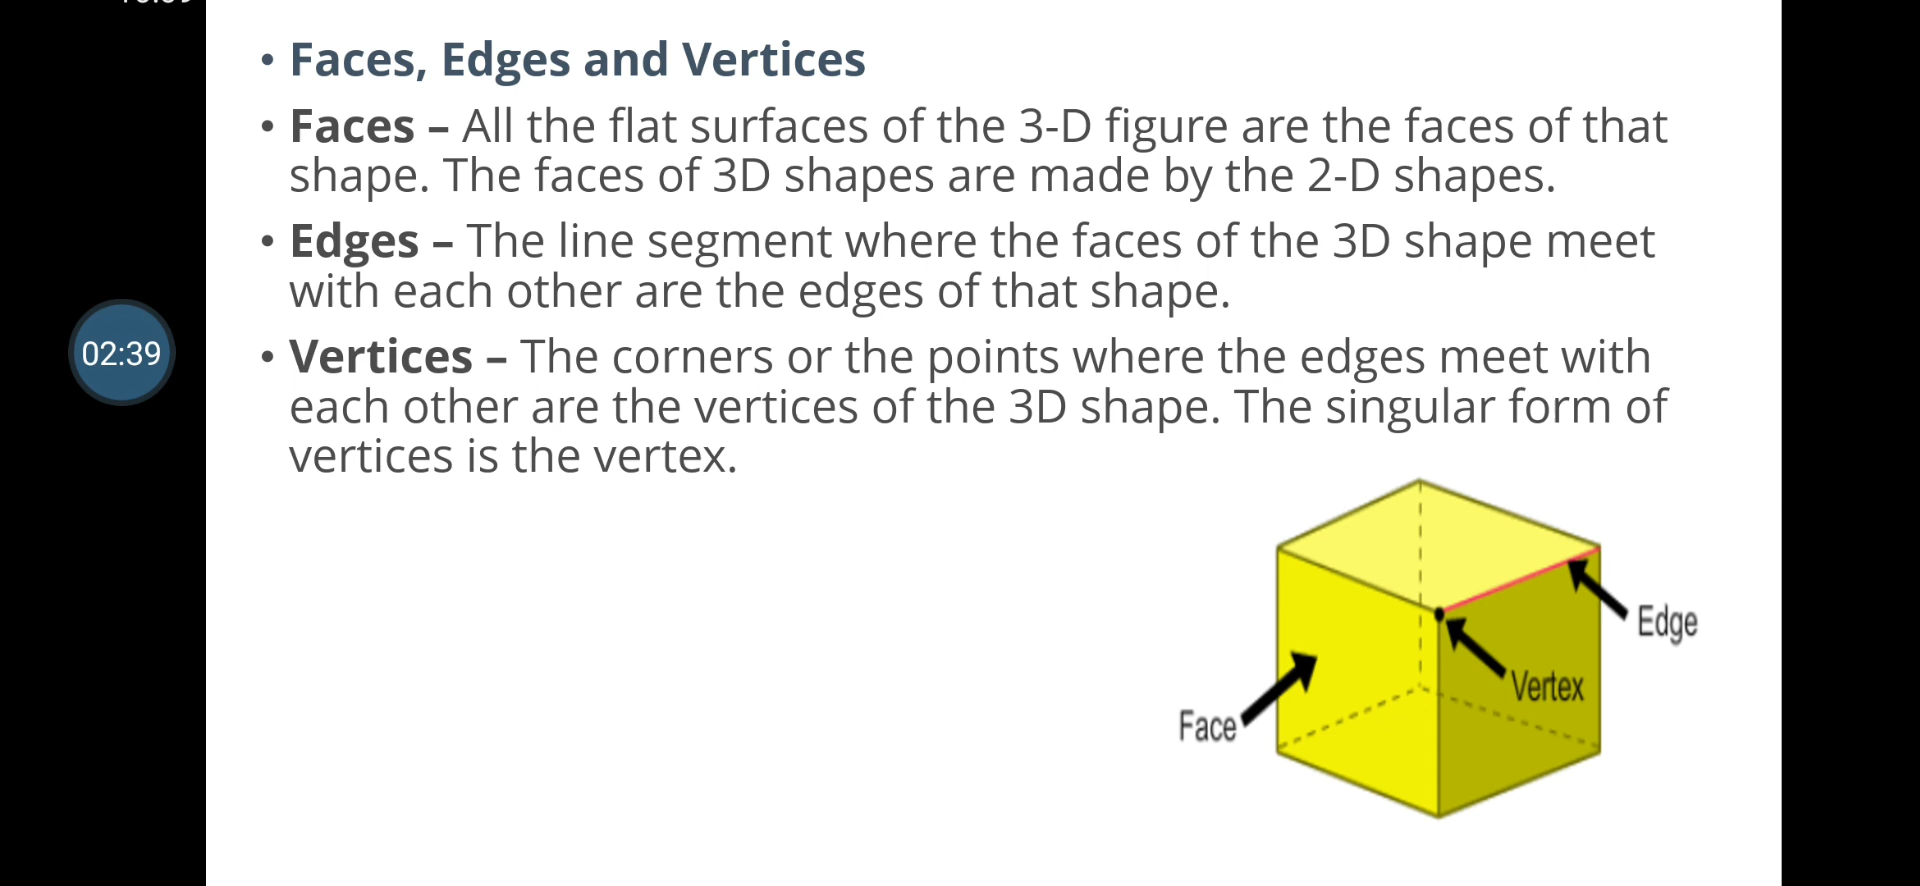 • Faces, Edges and Vertices
• Faces – All the flat surfaces of the 3-D figure are the faces of that
shape. The faces of 3D shapes are made by the 2-D shapes.
• Edges – The line segment where the faces of the 3D shape meet
with each other are the edges of that shape.
02:39
• Vertices – The corners or the points where the edges meet with
each other are the vertices of the 3D shape. The singular form of
vertices is the vertex.
Edge
Vertex
Face